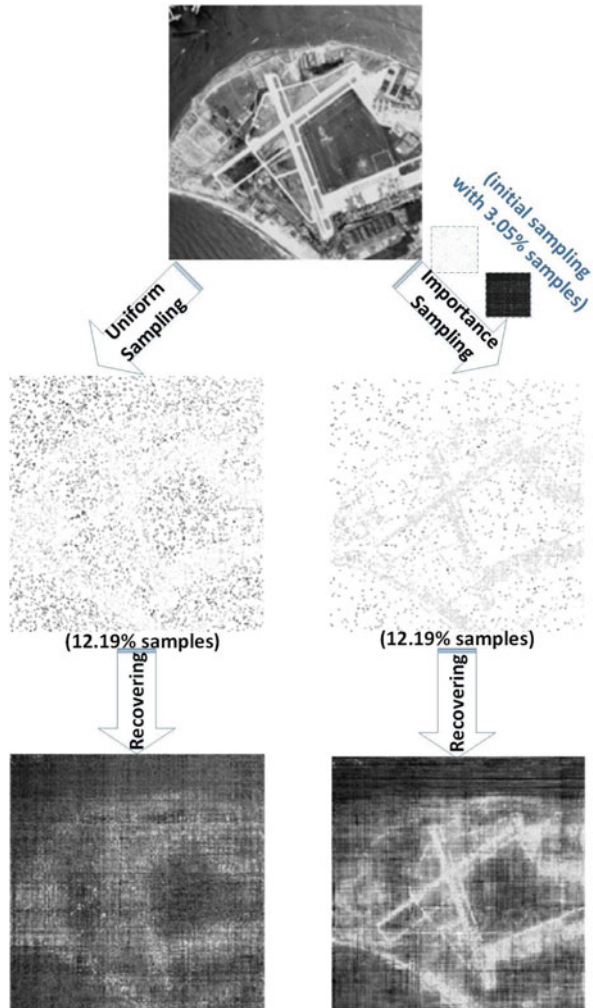 (initial sampling
with 3.05% samples)
Uniform
Sampling
Importance
Sampling
(12.19% samples)
(12.19% samples)
Recovering
Recovering